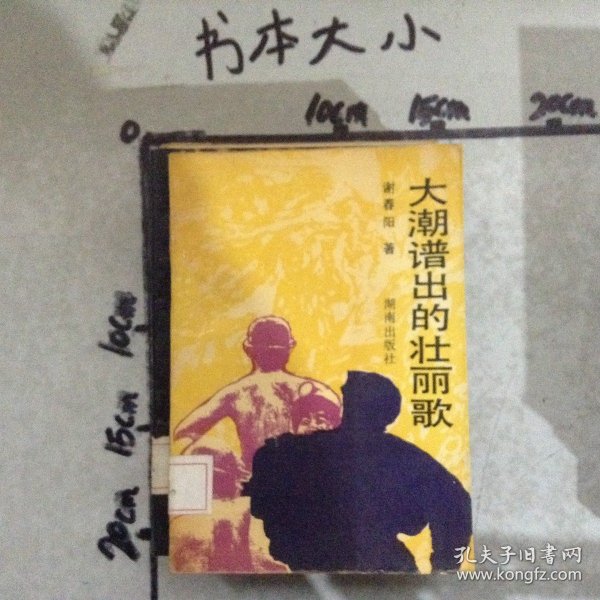 书本大小
10cm 15cm 20cm
0
大潮谱出的壮丽歌
谢春阳 著
湖南出版社
10cm
15cm
20cm
孔夫子旧书网
www.kongfz.com